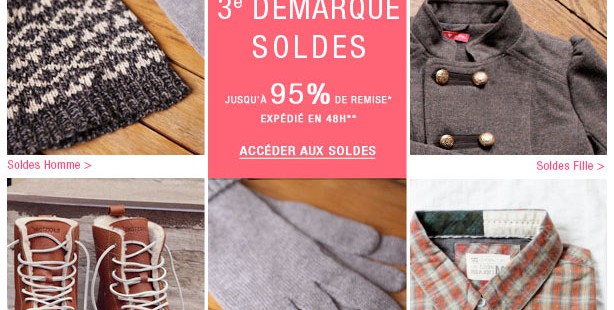 3e DÉMARQUE
SOLDES
JUSQU'À 95% DE REMISE*
EXPÉDIÉ EN 48H**
ACCÉDER AUX SOLDES
Soldes Homme >
Soldes Fille >